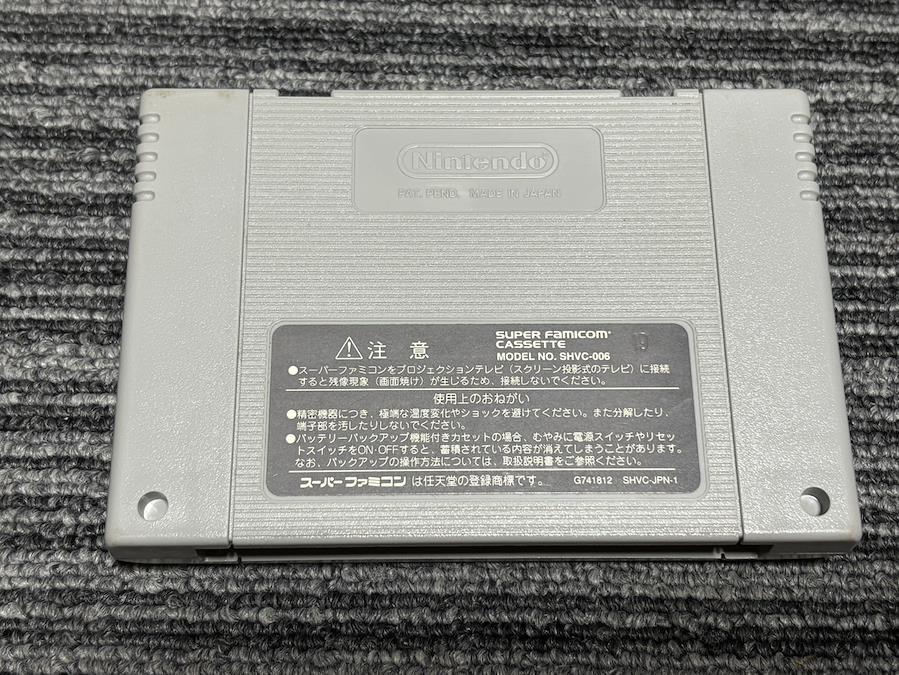 Nintendo
PAT. PEND. MADE IN JAPAN
注意
SUPER FAMICOM
CASSETTE
MODEL NO. SHVC-006
19
●スーパーファミコンをプロジェクションテレビ（スクリーン投影式のテレビ）に接続
すると残像現象（画面焼け）が生じるため、接続しないでください。
使用上のおねがい
●精密機器につき、極端な温度変化やショックを避けてください。また分解したり、
端子部を汚したりしないでください。
●バッテリーバックアップ機能付きカセットの場合、むやみに電源スイッチやリセッ
トスイッチをON・OFFすると、蓄積されている内容が消えてしまうことがあります。
なお、バックアップの操作方法については、取扱説明書をご参照ください。
スーパーファミコンは任天堂の登録商標です。 G741812 SHVC-JPN-1